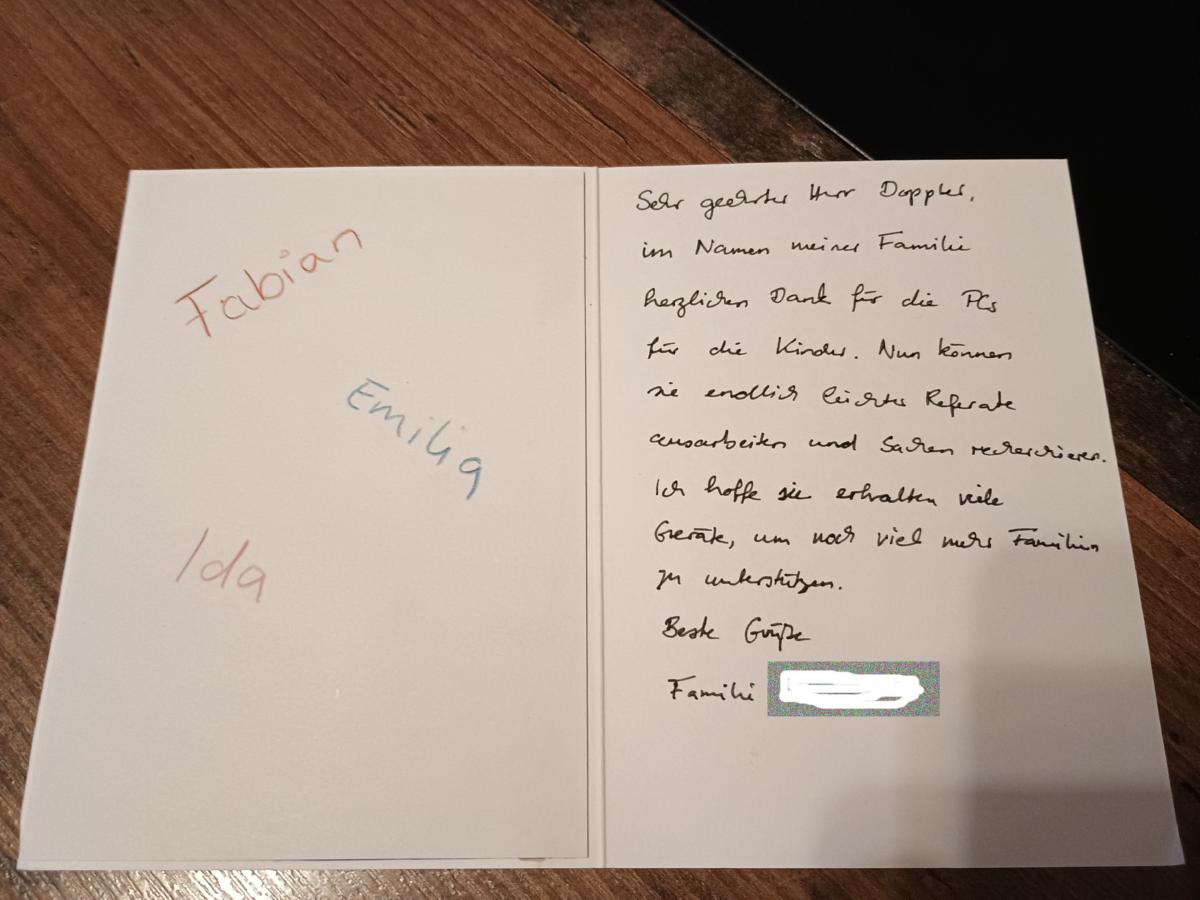 Fabian
Emilia
Ida
Sehr geehrter Herr Doppler,
im Namen meiner Familie
herzlichen Dank für die PCs
für die Kinder. Nun können
sie endlich leichter Referate
ausarbeiten und Sachen recherchieren.
Ich hoffe sie erhalten viele
Geräte, um noch viel mehr Familien
zu unterstützen.
Beste Grüße
Familie